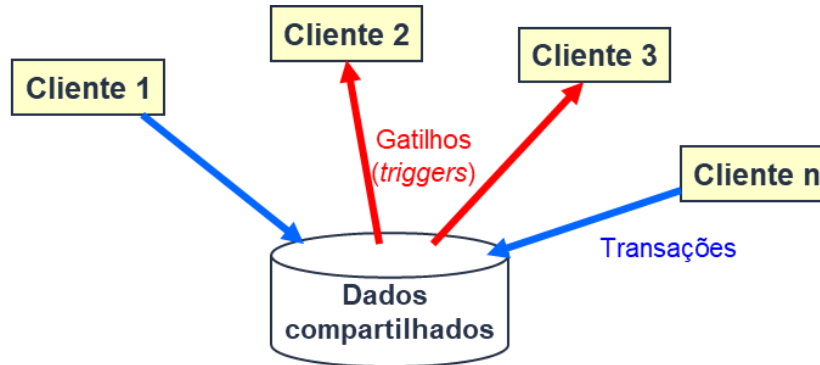 Cliente 2
Cliente 3
Cliente 1
Gatilhos
(triggers)
Cliente n
Transações
Dados
compartilhados